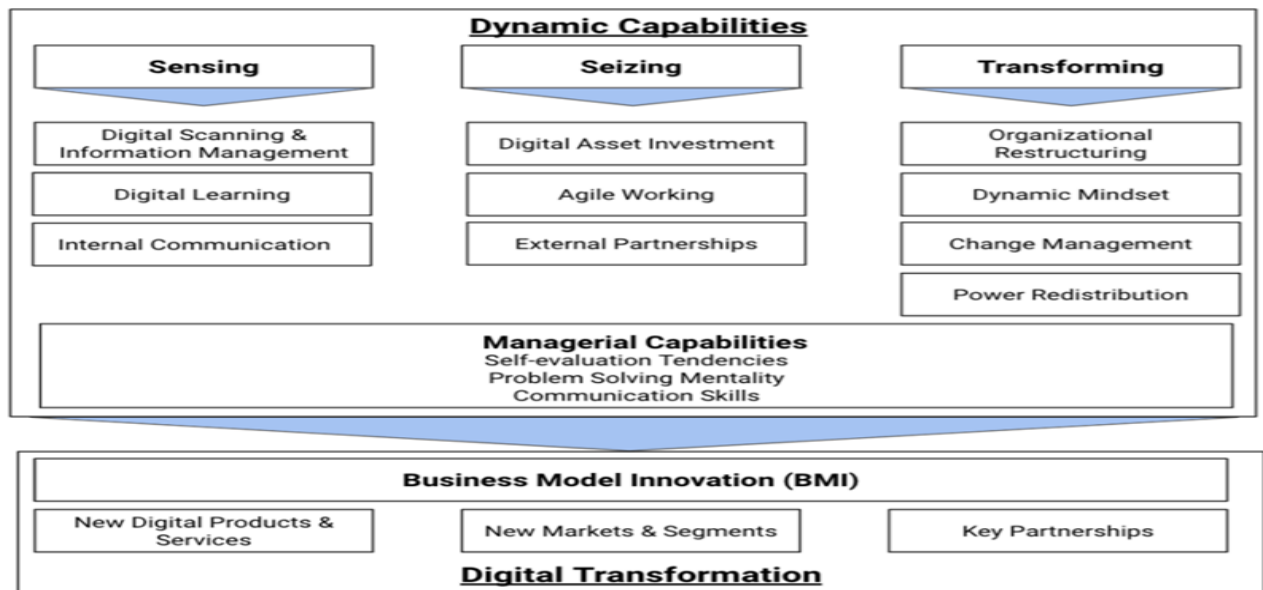 Dynamic Capabilities
Sensing
Digital Scanning &
Information Management
Digital Learning
Internal Communication
Seizing
Digital Asset Investment
Agile Working
External Partnerships
Transforming
Organizational
Restructuring
Dynamic Mindset
Change Management
Power Redistribution
Managerial Capabilities
Self-evaluation Tendencies
Problem Solving Mentality
Communication Skills
Business Model Innovation (BMI)
New Digital Products &
Services
New Markets & Segments
Key Partnerships
Digital Transformation